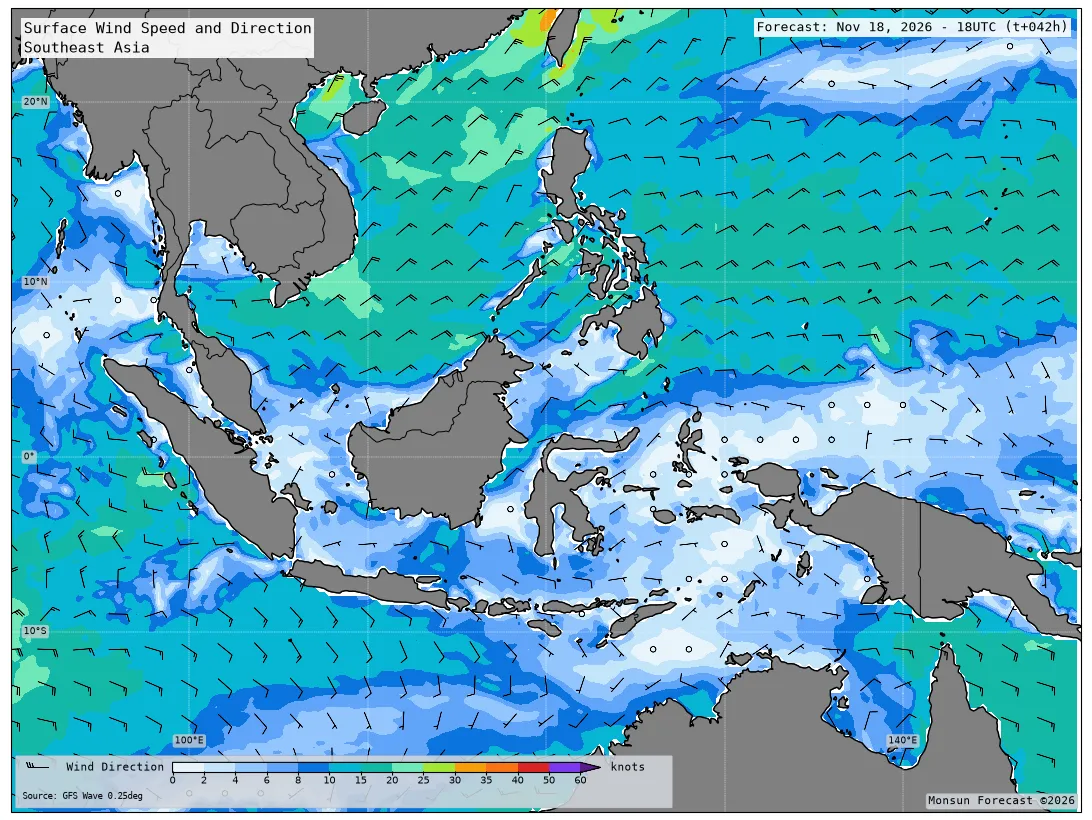 Surface Wind Speed and Direction
Southeast Asia
Forecast: Nov 18, 2026 - 18UTC (t+042h)
20°N
10°N
0°
10°S
100°E
140°E
Wind Direction
0 2 4 6 8 10 15 20 25 30 35 40 50 60
knots
Source: GFS Wave 0.25deg
Monsun Forecast ©2026